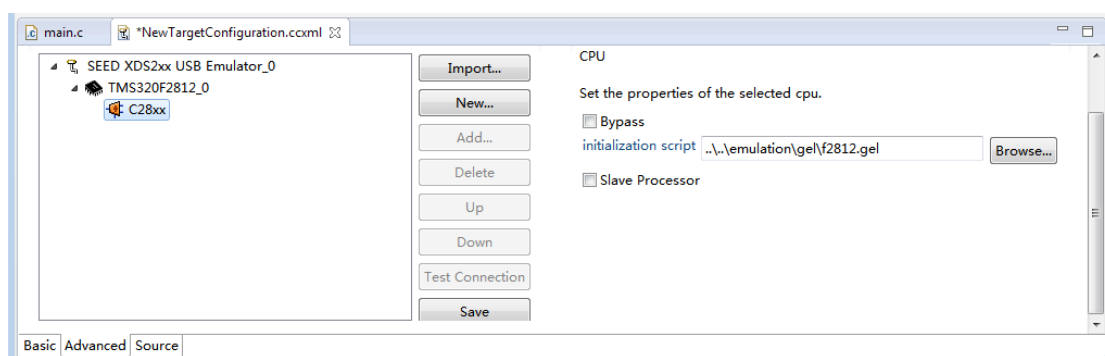 main.c
*NewTargetConfiguration.ccxml
SEED XDS2xx USB Emulator_0
TMS320F2812_0
C28xx
Import...
New...
Add...
Delete
Up
Down
Test Connection
Save
CPU
Set the properties of the selected cpu.
Bypass
initialization script ..\..\emulation\gel\f2812.gel Browse...
Slave Processor
Basic Advanced Source